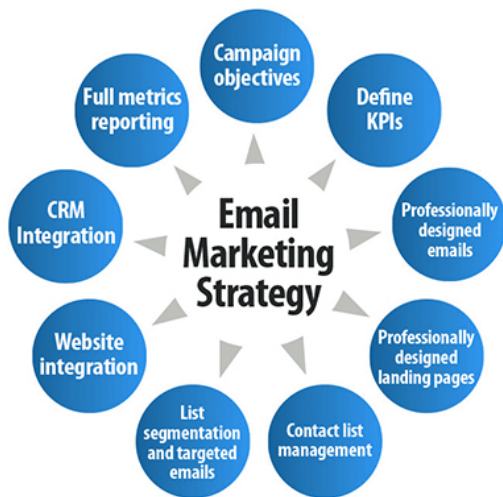 Campaign
objectives
Define
KPIs
Professionally
designed
emails
Professionally
designed
landing pages
Contact list
management
List
segmentation
and targeted
emails
Website
integration
CRM
Integration
Full metrics
reporting
Email
Marketing
Strategy